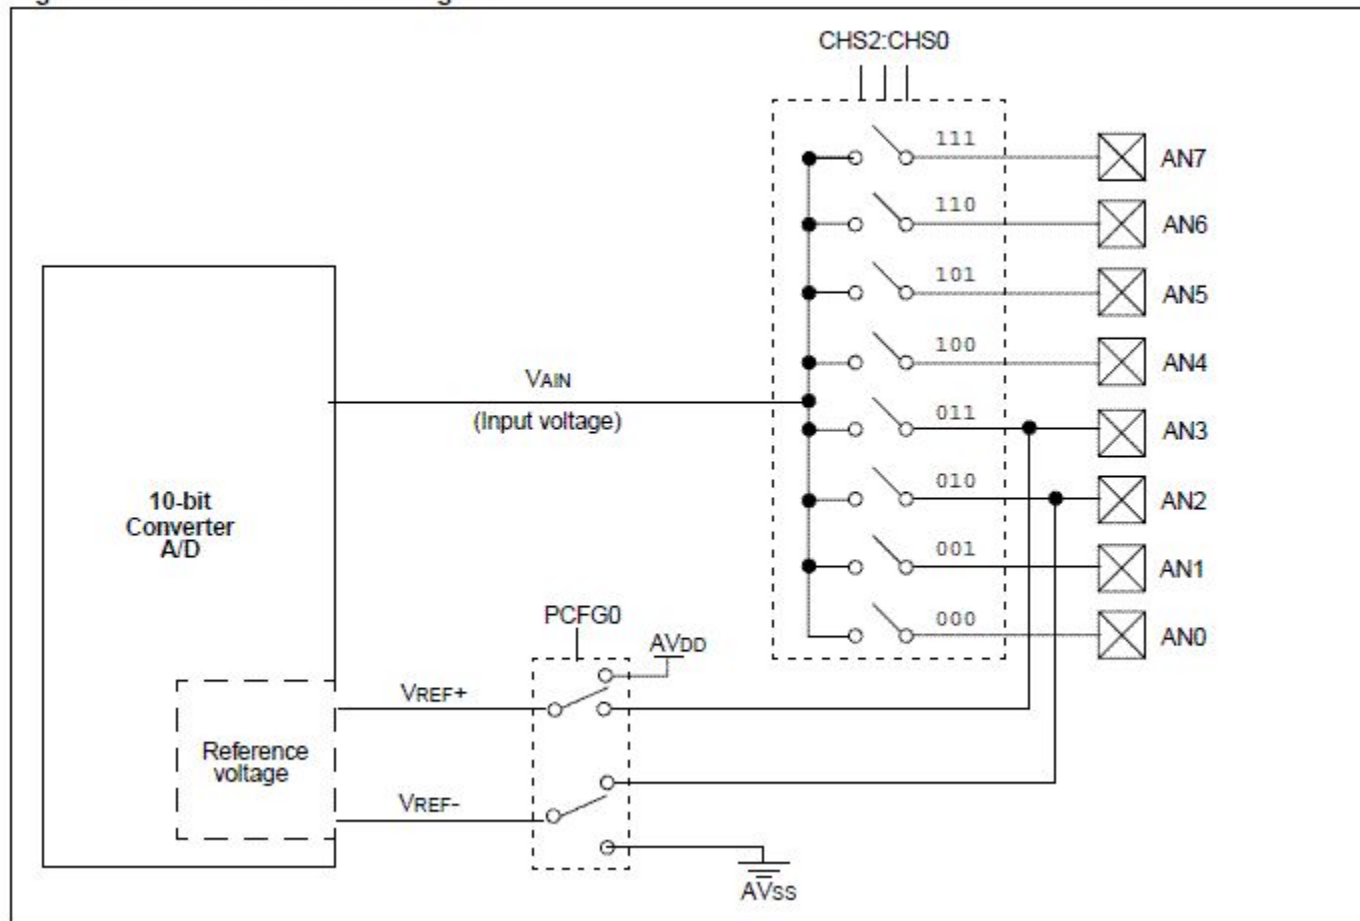 CHS2:CHS0
111
AN7
110
AN6
101
AN5
100
AN4
VAIN
(Input voltage)
011
AN3
010
AN2
10-bit
Converter
A/D
001
AN1
PCFG0
000
AN0
AVDD
VREF+
Reference
voltage
VREF-
AVSS